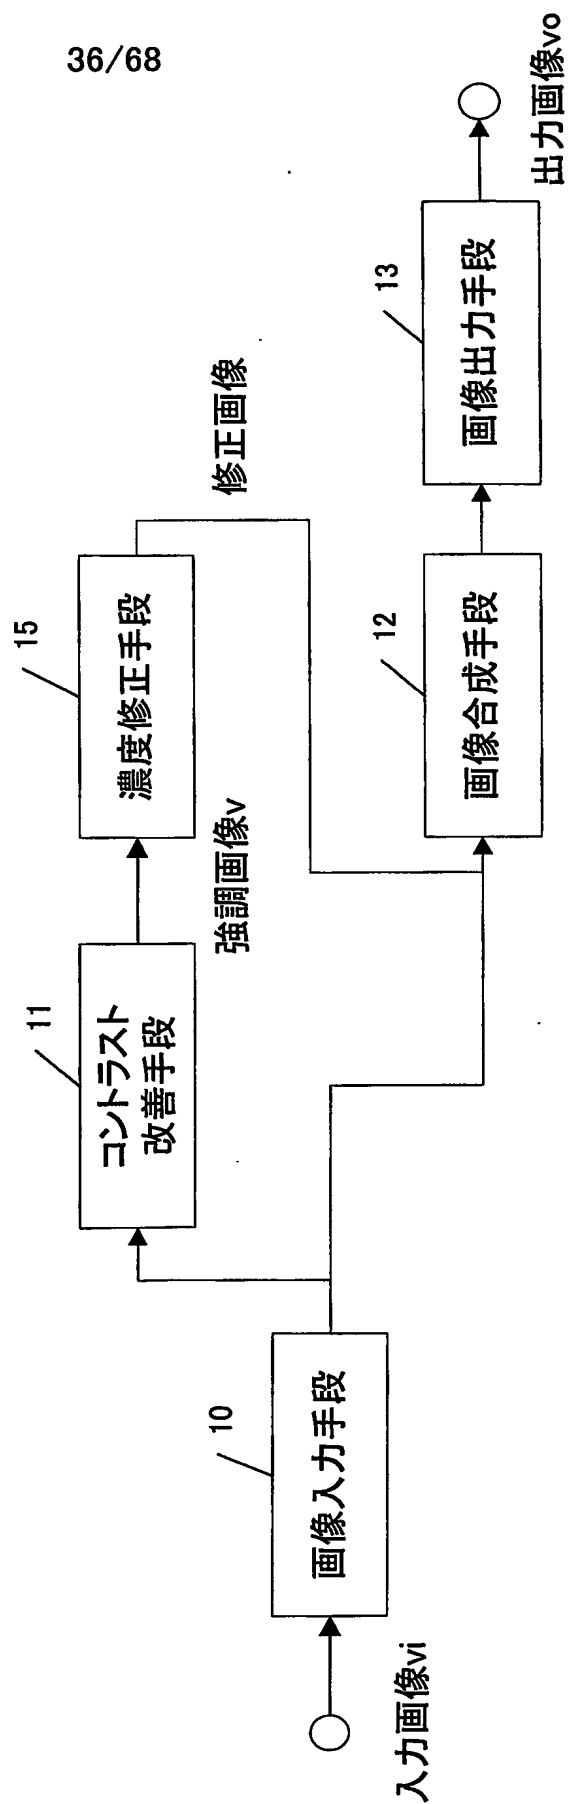 36/68
入力画像vi
10
画像入力手段
11
コントラスト
改善手段
強調画像v
15
濃度修正手段
修正画像
12
画像合成手段
13
画像出力手段
出力画像vo